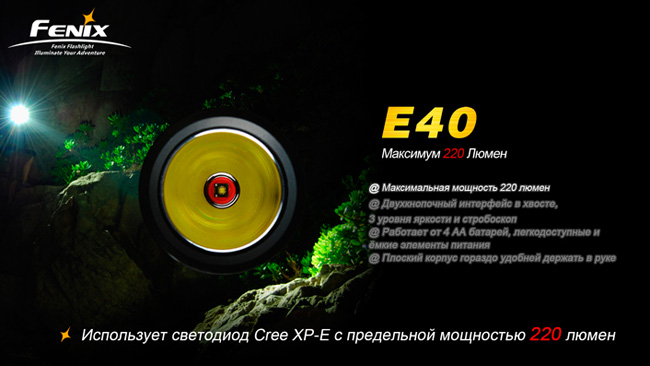 FENIX
Fenix Flashlight
Illuminate Your Adventure
E40
Максимум 220 Люмен
@ Максимальная мощность 220 люмен
@ Двухкнопочный интерфейс в хвосте,
3 уровня яркости и стробоскоп
@ Работает от 4 АА батарей, легкодоступные и
ёмкие элементы питания
@ Плоский корпус гораздо удобней держать в руке
Использует светодиод Cree XP-E с предельной мощностью 220 люмен